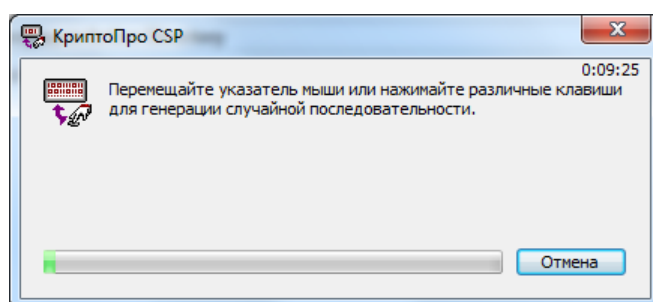 КриптоПро CSP
0:09:25
Перемещайте указатель мыши или нажимайте различные клавиши
для генерации случайной последовательности.
Отмена